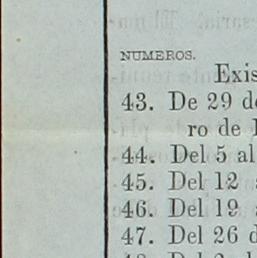 NUMEROS.
Exis
43. De 29 de
ro de
44. Del 5 al
45. Del 12
46. Del 19
47. Del 26 d